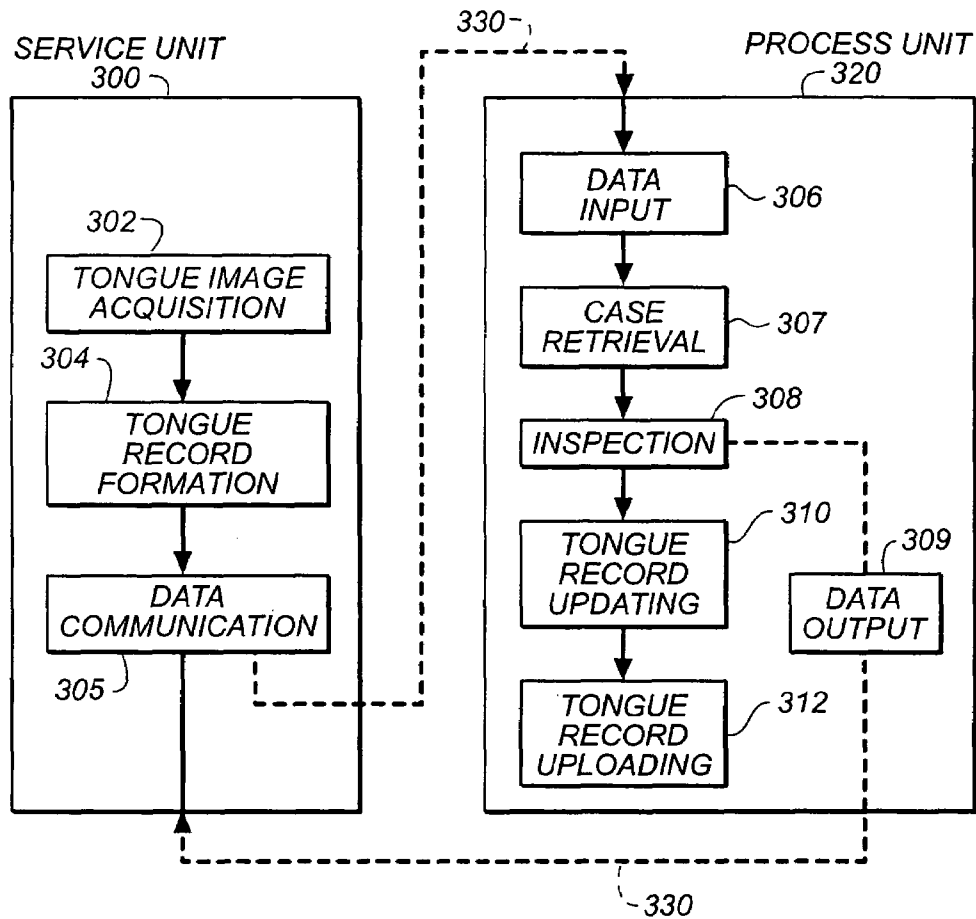 SERVICE UNIT
300
302
TONGUE IMAGE
ACQUISITION
304
TONGUE
RECORD
FORMATION
DATA
COMMUNICATION
305
330
PROCESS UNIT
320
DATA
INPUT
306
CASE
RETRIEVAL
307
INSPECTION
308
TONGUE
RECORD
UPDATING
310
309
DATA
OUTPUT
TONGUE
RECORD
UPLOADING
312
330